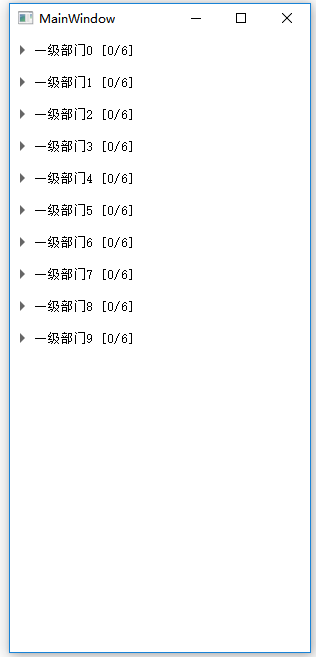 MainWindow
一级部门0 [0/6]
一级部门1 [0/6]
一级部门2 [0/6]
一级部门3 [0/6]
一级部门4 [0/6]
一级部门5 [0/6]
一级部门6 [0/6]
一级部门7 [0/6]
一级部门8 [0/6]
一级部门9 [0/6]